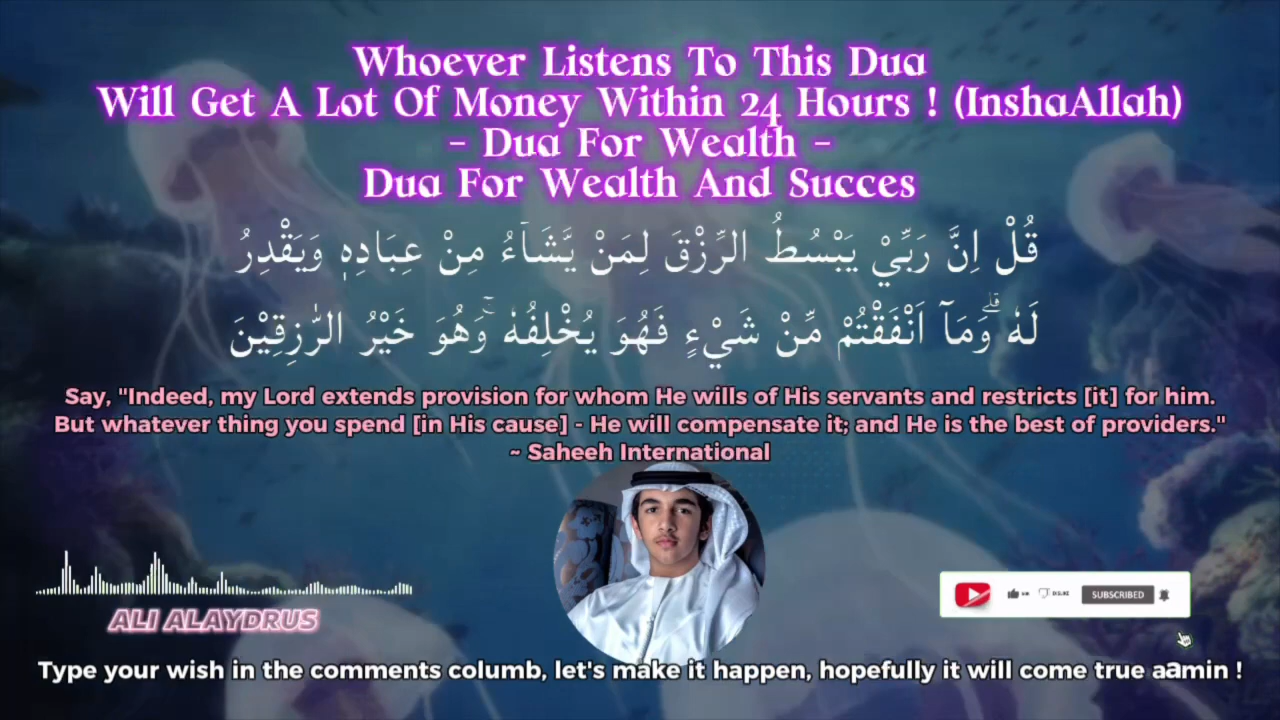 Whoever Listens To This Dua
Will Get A Lot Of Money Within 24 Hours ! (InshaAllah)
- Dua For Wealth -
Dua For Wealth And Succes
قُلْ اِنَّ رَبِّيْ يَبْسُطُ الرِّزْقَ لِمَنْ يَّشَاۤءُ مِنْ عِبَادِهٖ وَيَقْدِرُ
لَهٗ ۗوَمَآ اَنْفَقْتُمْ مِّنْ شَيْءٍ فَهُوَ يُخْلِفُهٗ ۚوَهُوَ خَيْرُ الرّٰزِقِيْنَ
Say, "Indeed, my Lord extends provision for whom He wills of His servants and restricts [it] for him.
But whatever thing you spend [in His cause] - He will compensate it; and He is the best of providers."
~ Saheeh International
ALI ALAYDRUS
SUBSCRIBED
Type your wish in the comments columb, let's make it happen, hopefully it will come true aamin !